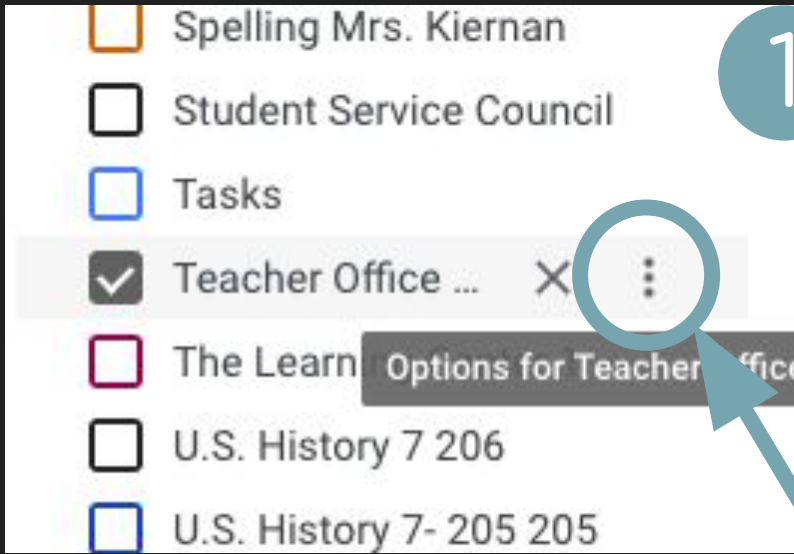 Spelling Mrs. Kiernan
1
Student Service Council
Tasks
Teacher Office ...
The Learn
Options for Teacher
U.S. History 7 206
U.S. History 7- 205 205